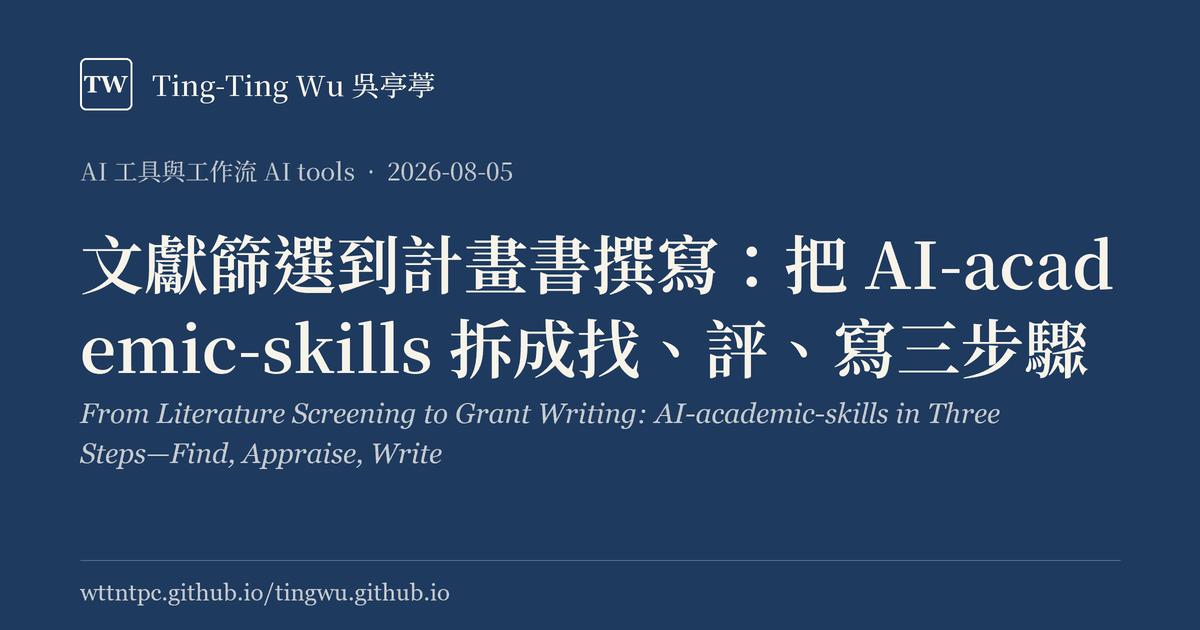 TW
Ting-Ting Wu 吳亭葶
AI 工具與工作流 AI tools · 2026-08-05
文獻篩選到計畫書撰寫：把 AI-acad
emic-skills 拆成找、評、寫三步驟
From Literature Screening to Grant Writing: AI-academic-skills in Three
Steps—Find, Appraise, Write
wttntpc.github.io/tingwu.github.io